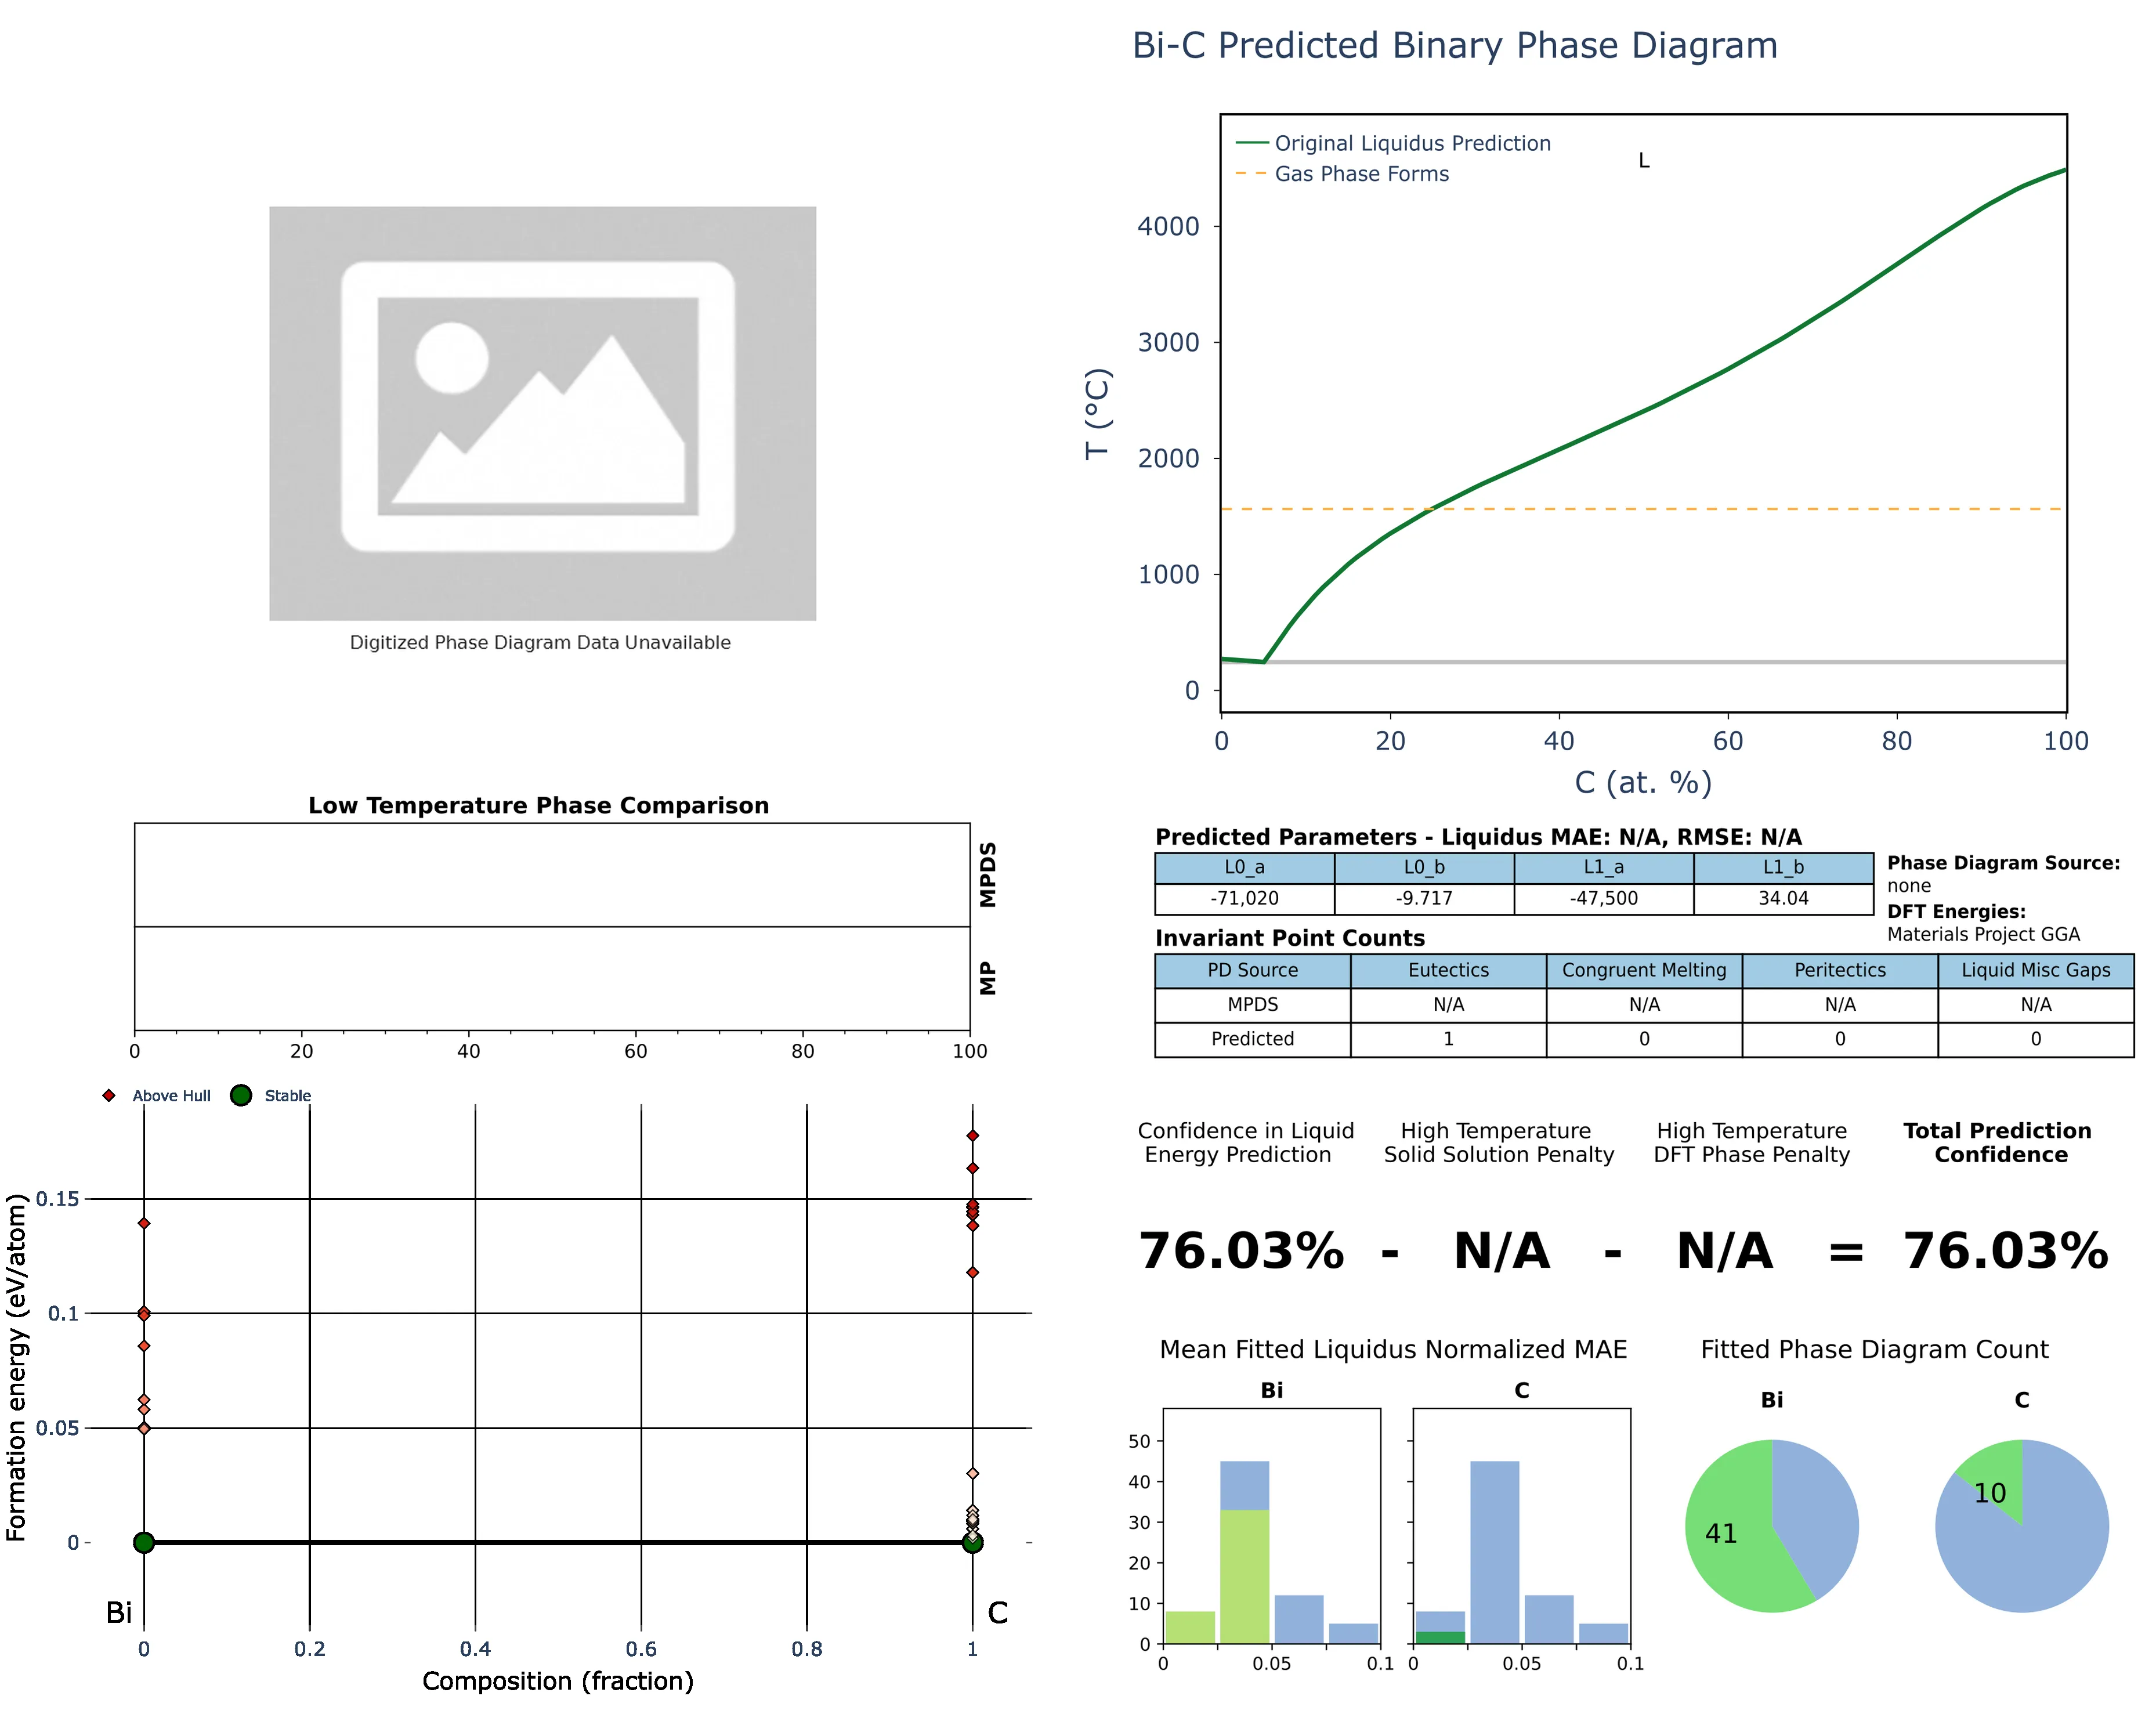 Bi-C Predicted Binary Phase Diagram
Original Liquidus Prediction
Gas Phase Forms
L
4000
3000
2000
1000
0
T (°C)
0 20 40 60 80 100
C (at. %)
Digitized Phase Diagram Data Unavailable
Low Temperature Phase Comparison
MPDS
MP
0 20 40 60 80 100
Predicted Parameters - Liquidus MAE: N/A, RMSE: N/A
L0_a L0_b L1_a L1_b
-71,020 -9.717 -47,500 34.04
Phase Diagram Source:
none
DFT Energies:
Materials Project GGA
Invariant Point Counts
PD Source Eutectics Congruent Melting Peritectics Liquid Misc Gaps
MPDS N/A N/A N/A N/A
Predicted 1 0 0 0
Above Hull Stable
0.15
0.1
0.05
0
Formation energy (eV/atom)
Bi C
0 0.2 0.4 0.6 0.8 1
Composition (fraction)
Confidence in Liquid
Energy Prediction
High Temperature
Solid Solution Penalty
High Temperature
DFT Phase Penalty
Total Prediction
Confidence
76.03% - N/A - N/A = 76.03%
Mean Fitted Liquidus Normalized MAE
Bi C
50
40
30
20
10
0
0 0.05 0.1 0 0.05 0.1
Fitted Phase Diagram Count
Bi C
41 10